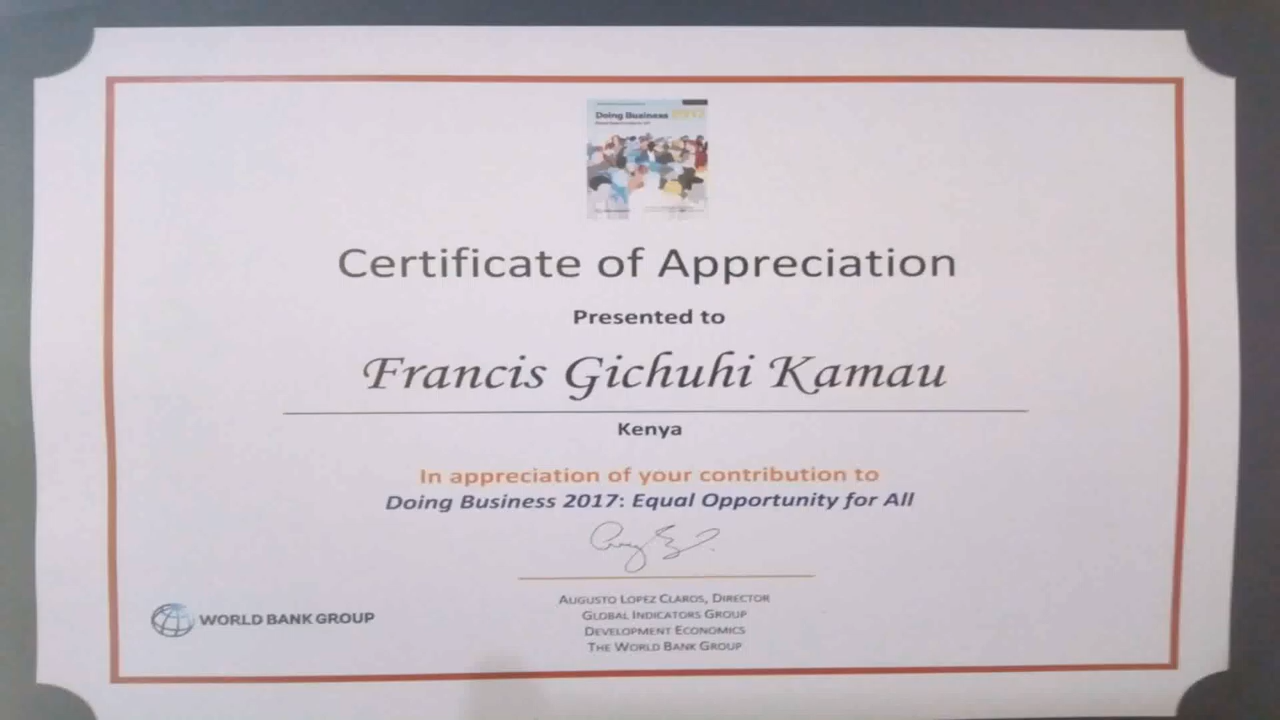 Doing Business 2017
Certificate of Appreciation
Presented to
Francis Gichuhi Kamau
Kenya
In appreciation of your contribution to
Doing Business 2017: Equal Opportunity for All
AUGUSTO LOPEZ CLAROS, DIRECTOR
GLOBAL INDICATORS GROUP
DEVELOPMENT ECONOMICS
THE WORLD BANK GROUP
WORLD BANK GROUP